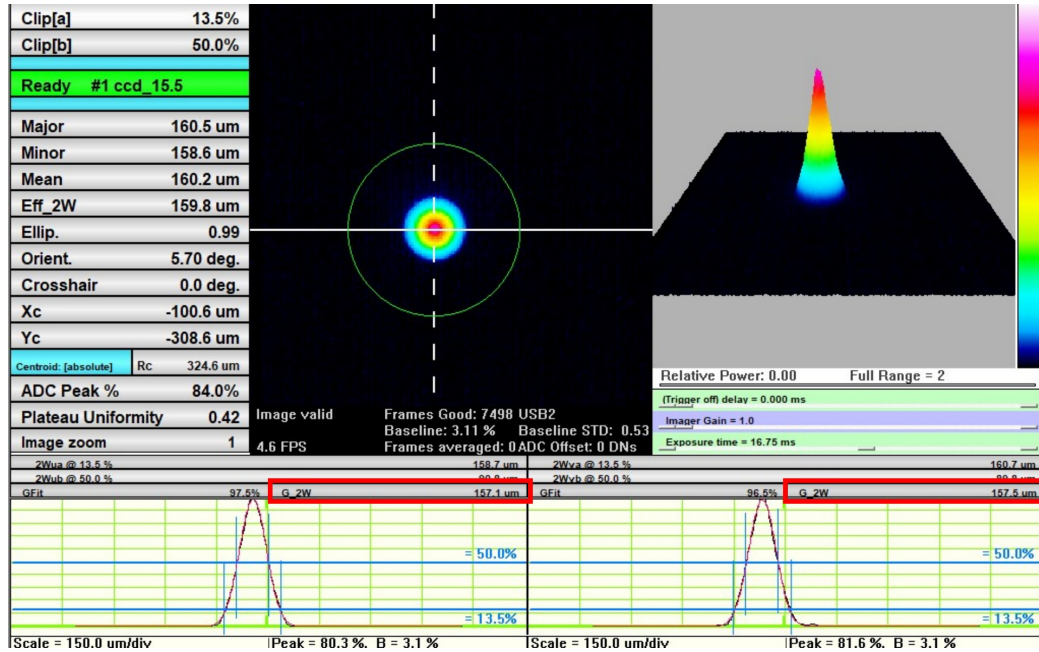 Clip[a] 13.5%
Clip[b] 50.0%
Ready #1 ccd_15.5
Major 160.5 um
Minor 158.6 um
Mean 160.2 um
Eff_2W 159.8 um
Ellip. 0.99
Orient. 5.70 deg.
Crosshair 0.0 deg.
Xc -100.6 um
Yc -308.6 um
Centroid: [absolute] Rc 324.6 um
ADC Peak % 84.0%
Plateau Uniformity 0.42
Image zoom 1
Image valid Frames Good: 7498 USB2
Baseline: 3.11 % Baseline STD: 0.53
4.6 FPS Frames averaged: 0 ADC Offset: 0 DNs
Relative Power: 0.00 Full Range = 2
(Trigger off) delay = 0.000 ms
Imager Gain = 1.0
Exposure time = 16.75 ms
2Wua @ 13.5 % 158.7 um
2Wub @ 50.0 %
GFit 97.5% G_2W 157.1 um
= 50.0%
= 13.5%
Scale = 150.0 um/div Peak = 80.3 %, B = 3.1 %
2Wva @ 13.5 % 160.7 um
2Wvb @ 50.0 %
GFit 96.5% G_2W 157.5 um
= 50.0%
= 13.5%
Scale = 150.0 um/div Peak = 81.6 %, B = 3.1 %